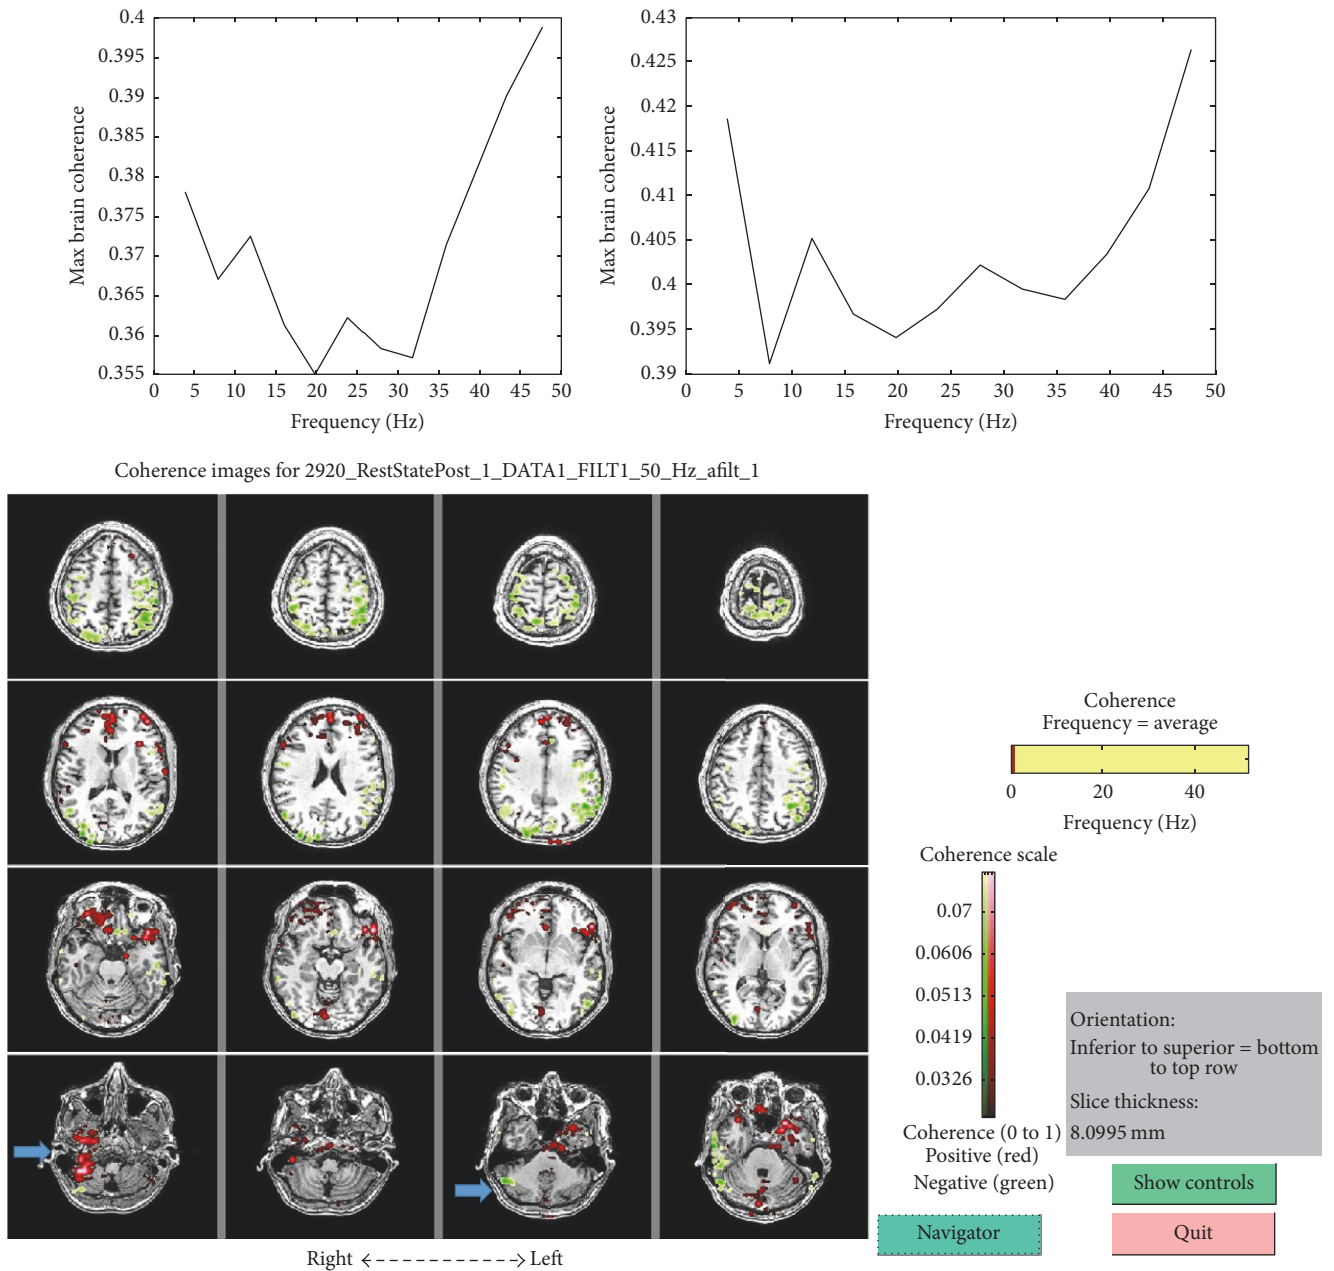 0.4
0.395
0.39
0.385
0.38
0.375
0.37
0.365
0.36
0.355
Max brain coherence
0 5 10 15 20 25 30 35 40 45 50
Frequency (Hz)
0.43
0.425
0.42
0.415
0.41
0.405
0.4
0.395
0.39
Max brain coherence
0 5 10 15 20 25 30 35 40 45 50
Frequency (Hz)
Coherence images for 2920_RestStatePost_1_DATA1_FILT1_50_Hz_afilt_1
Right
Left
Coherence
Frequency = average
0 20 40
Frequency (Hz)
Coherence scale
0.07
0.0606
0.0513
0.0419
0.0326
Coherence (0 to 1)
Positive (red)
Negative (green)
Orientation:
Inferior to superior = bottom
to top row
Slice thickness:
8.0995 mm
Show controls
Navigator
Quit